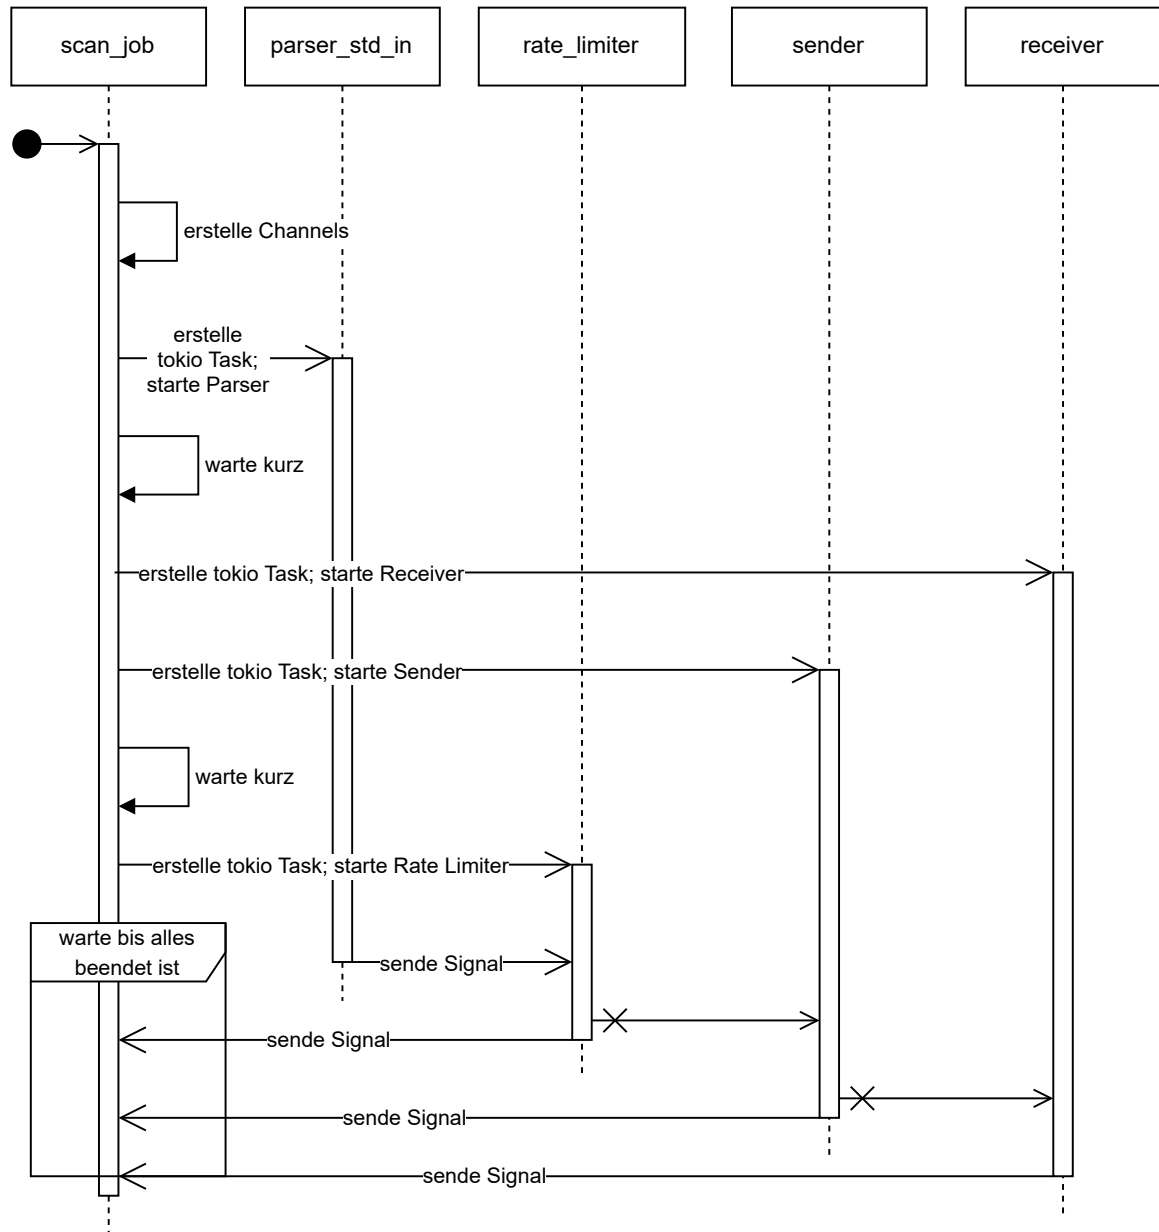 scan_job
parser_std_in
rate_limiter
sender
receiver
erstelle Channels
erstelle
tokio Task;
starte Parser
warte kurz
erstelle tokio Task; starte Receiver
erstelle tokio Task; starte Sender
warte kurz
erstelle tokio Task; starte Rate Limiter
warte bis alles
beendet ist
sende Signal
sende Signal
sende Signal
sende Signal